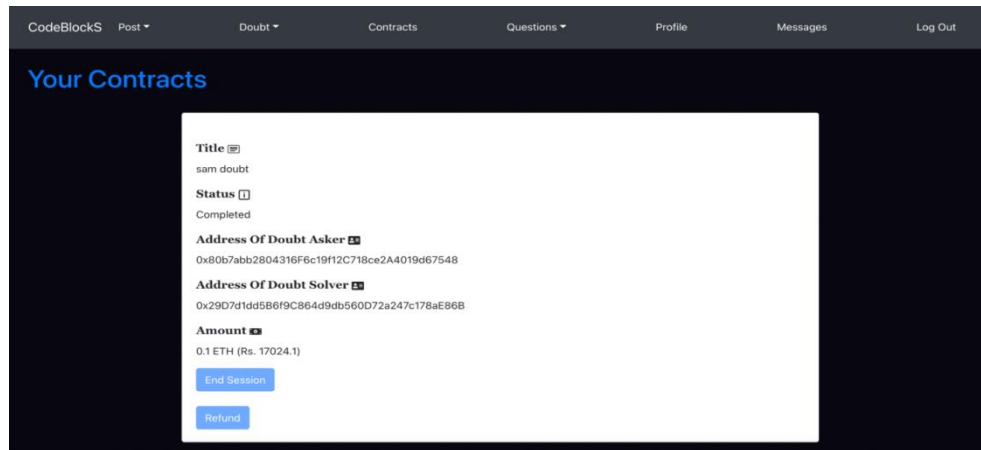 CodeBlockS Post Doubt Contracts Questions Profile Messages Log Out
Your Contracts
Title
sam doubt
Status
Completed
Address Of Doubt Asker
0x80b7abb2804316F6c19f12C718ce2A4019d67548
Address Of Doubt Solver
0x29D7d1dd5B6f9C864d9db560D72a247c178aE86B
Amount
0.1 ETH (Rs. 17024.1)
End Session
Refund